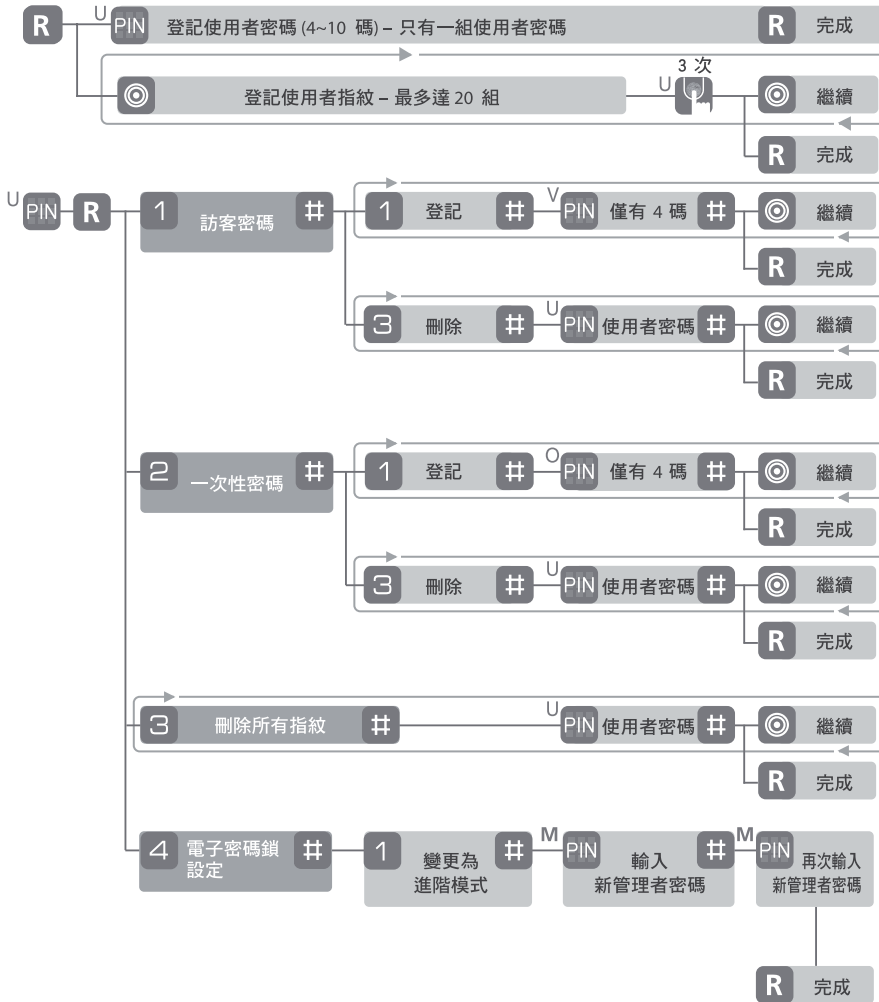 R U PIN 登記使用者密碼 (4~10 碼) – 只有一組使用者密碼 R 完成
3 次
登記使用者指紋 – 最多達 20 組 U 繼續
R 完成
U PIN R 1 訪客密碼 # 1 登記 # V PIN 僅有 4 碼 # 繼續
R 完成
3 刪除 # U PIN 使用者密碼 # 繼續
R 完成
2 一次性密碼 # 1 登記 # O PIN 僅有 4 碼 # 繼續
R 完成
3 刪除 # U PIN 使用者密碼 # 繼續
R 完成
3 刪除所有指紋 # U PIN 使用者密碼 # 繼續
R 完成
4 電子密碼鎖 # 1 變更為 # M PIN 輸入 # M PIN 再次輸入
設定 進階模式 新管理者密碼 新管理者密碼
R 完成